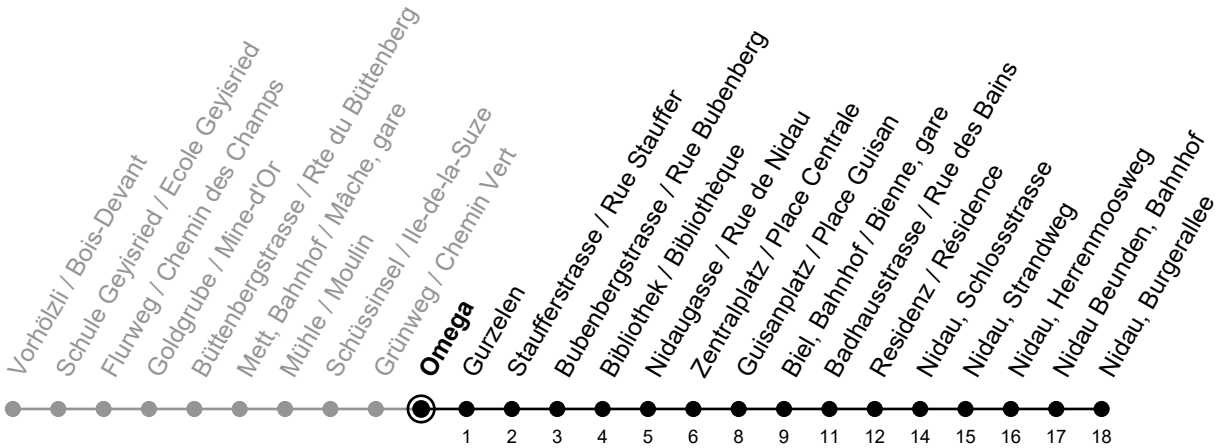 Vorhölzli / Bois-Devant
Schule Geyisried / Ecole Geyisried
Flurweg / Chemin des Champs
Goldgrube / Mine-d'Or
Büttenbergstrasse / Rte du Büttenberg
Mett, Bahnhof / Mâche, gare
Mühle / Moulin
Schüssinsel / Ile-de-la-Suze
Grünweg / Chemin Vert
Omega
Gurzelen
Staufferstrasse / Rue Stauffer
Bubenbergstrasse / Rue Bubenberg
Bibliothek / Bibliothèque
Nidaugasse / Rue de Nidau
Zentralplatz / Place Centrale
Guisanplatz / Place Guisan
Biel, Bahnhof / Bienne, gare
Badhausstrasse / Rue des Bains
Residenz / Résidence
Nidau, Schlossstrasse
Nidau, Strandweg
Nidau, Herrenmoosweg
Nidau Beunden, Bahnhof
Nidau, Burgerallee
1 2 3 4 5 6 8 9 11 12 14 15 16 17 18